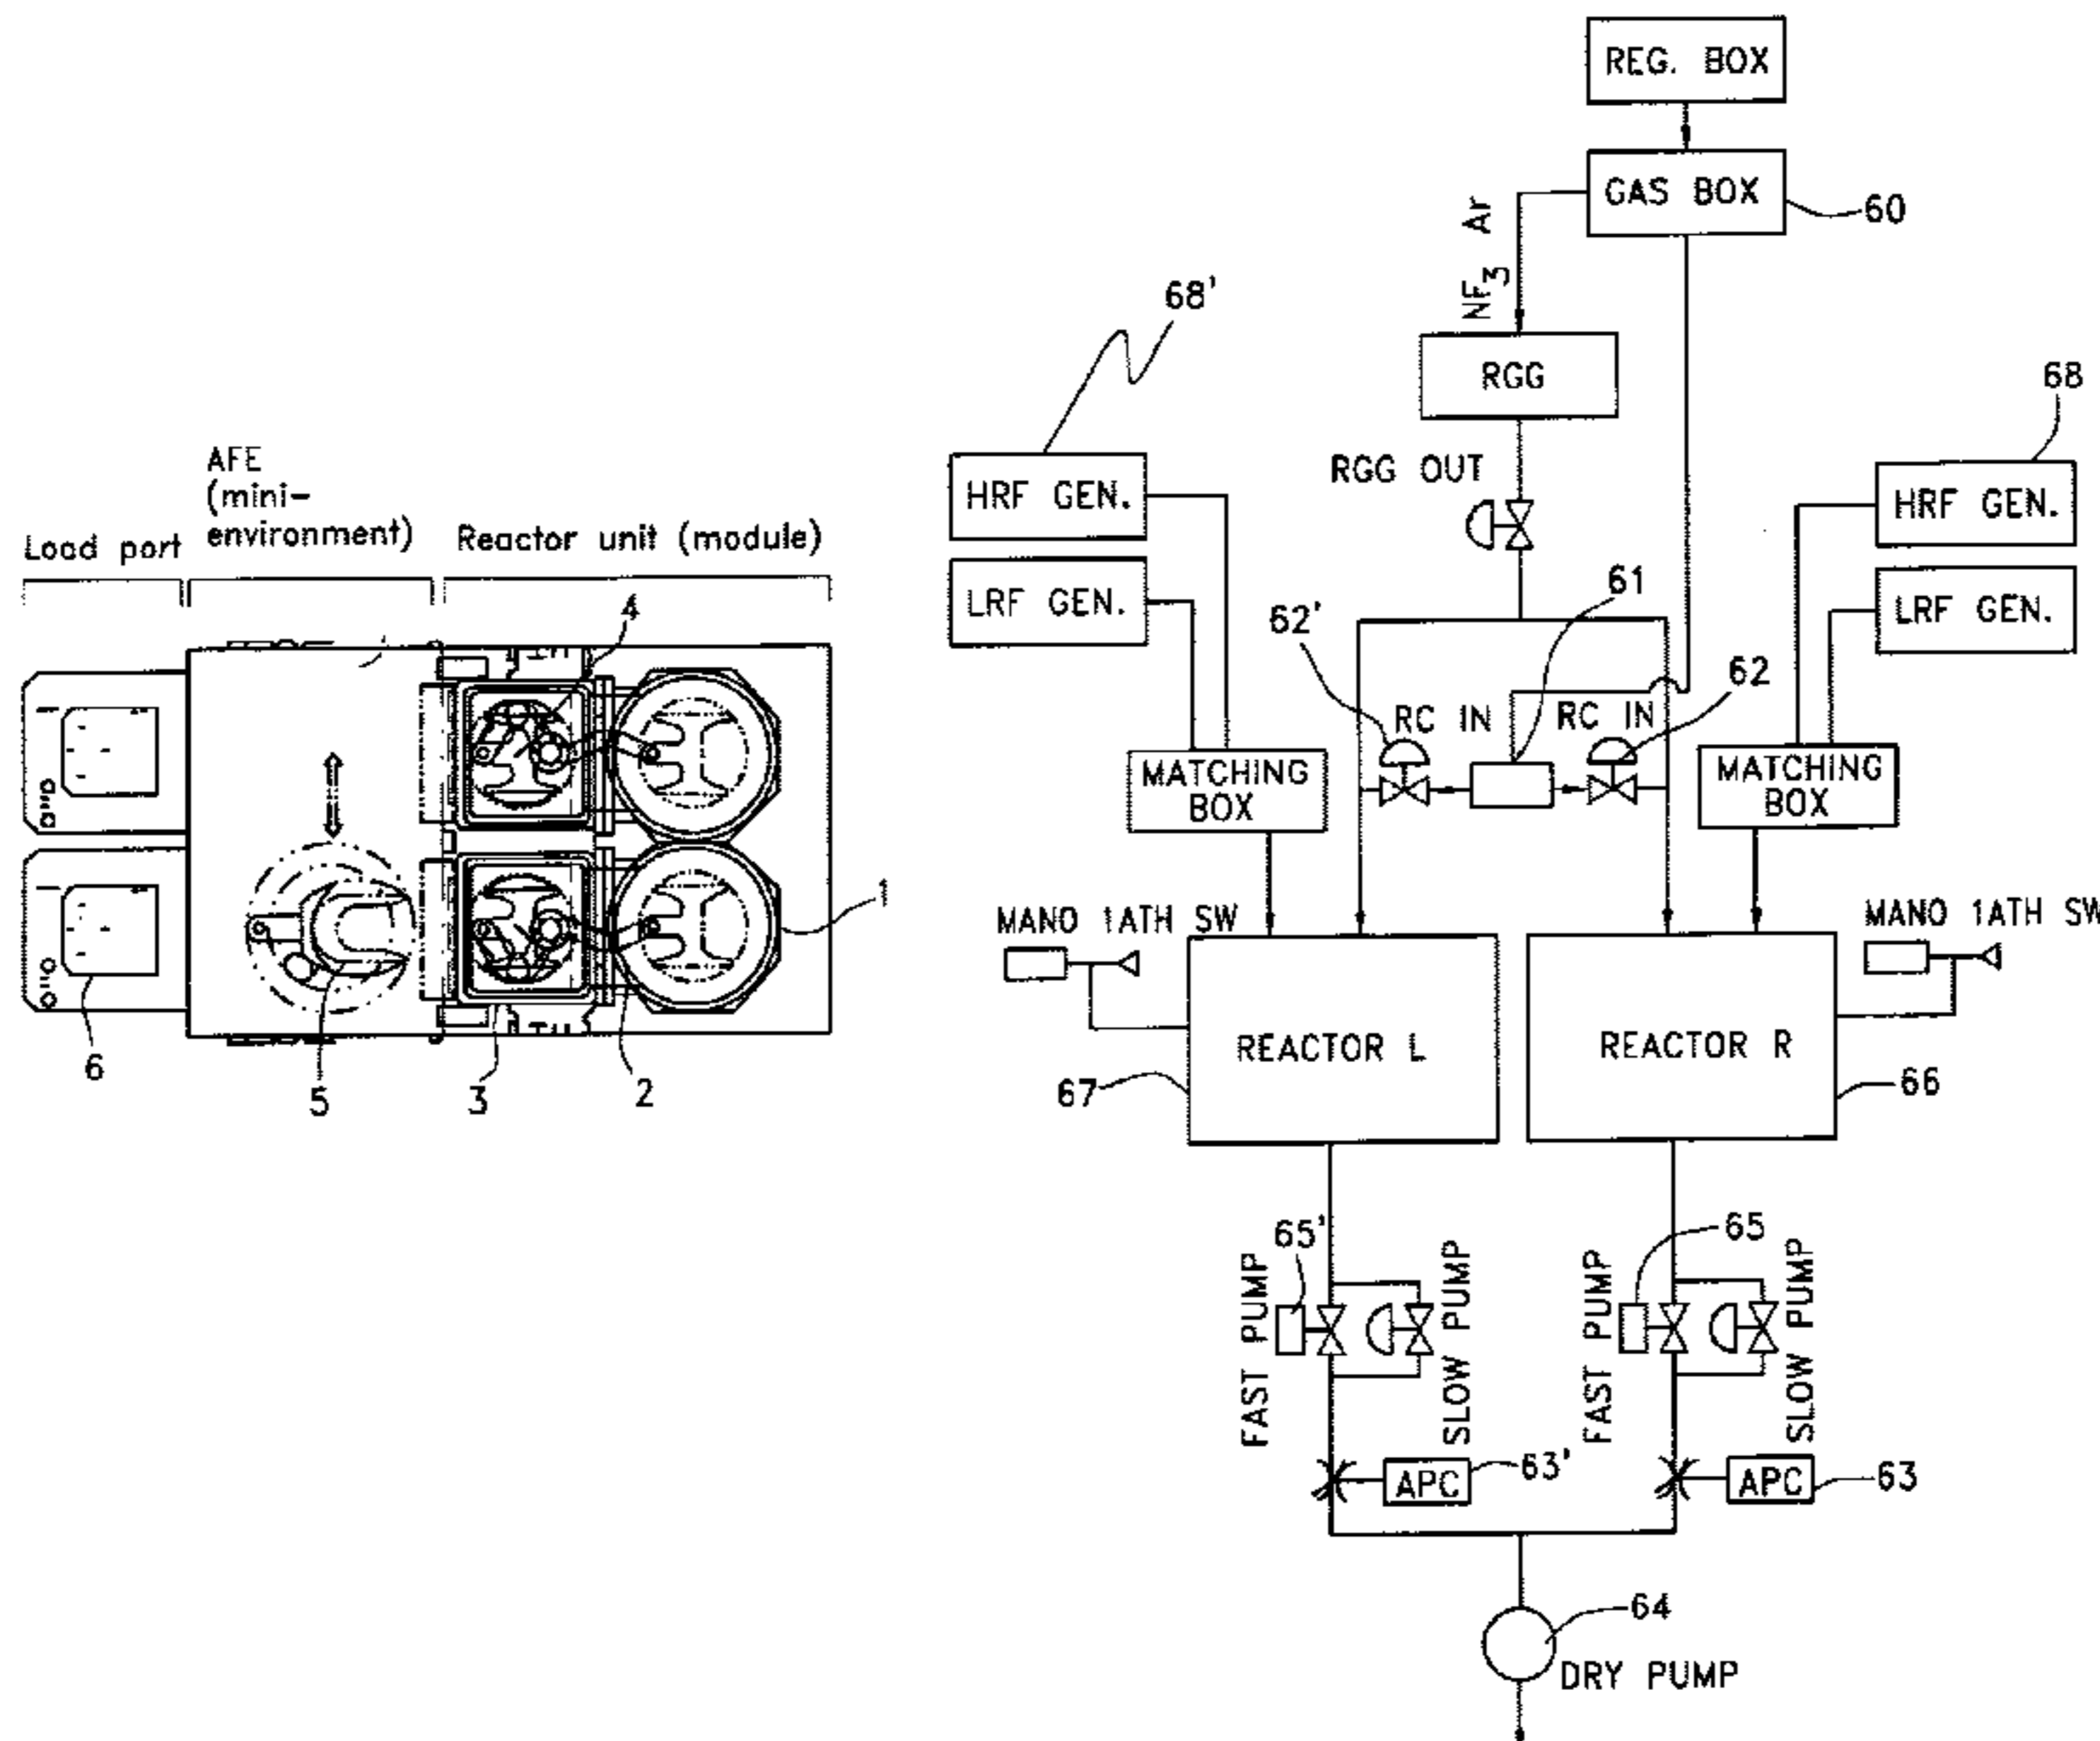 Load port
AFE
(mini-
environment)
Reactor unit (module)
4
1
6
5
3
2
REG. BOX
GAS BOX
60
Ar
NF3
RGG
RGG OUT
68'
HRF GEN.
LRF GEN.
68
HRF GEN.
LRF GEN.
61
62'
RC IN
RC IN
62
MATCHING
BOX
MATCHING
BOX
MANO 1ATH SW
MANO 1ATH SW
REACTOR L
REACTOR R
67
66
65'
FAST PUMP
SLOW PUMP
65
FAST PUMP
SLOW PUMP
APC
63'
APC
63
64
DRY PUMP